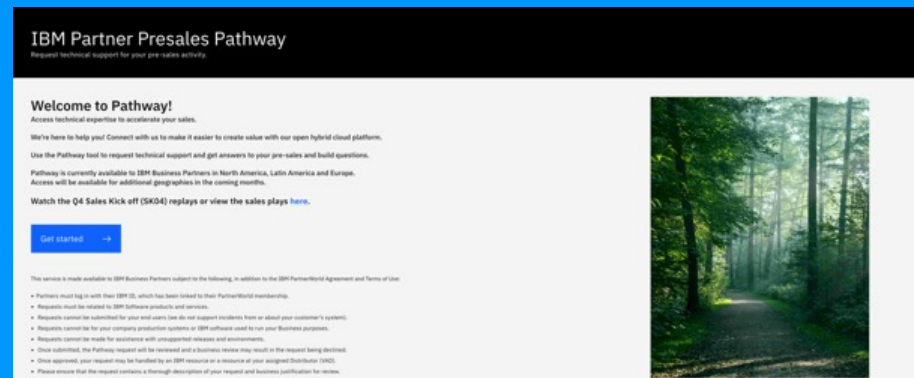 IBM Partner Presales Pathway
Request technical support for your pre-sales activity.
Welcome to Pathway!
Access technical expertise to accelerate your sales.
We're here to help you! Connect with us to make it easier to create value with our open hybrid cloud platform.
Use the Pathway tool to request technical support and get answers to your pre-sales and build questions.
Pathway is currently available to IBM Business Partners in North America, Latin America and Europe.
Access will be available for additional geographies in the coming months.
Watch the Q4 Sales Kick off (SK04) replays or view the sales plays here.
Get started →
This service is made available to IBM Business Partners subject to the following, in addition to the IBM PartnerWorld Agreement and Terms of Use:
• Partners must log in with their IBM ID, which has been linked to their PartnerWorld membership.
• Requests must be related to IBM Software products and services.
• Requests cannot be submitted for your end users (we do not support incidents from or about your customer's system).
• Requests cannot be for your company production systems or IBM software used to run your Business purposes.
• Requests cannot be made for assistance with unsupported releases and environments.
• Once submitted, the Pathway request will be reviewed and a business review may result in the request being declined.
• Once approved, your request may be handled by an IBM resource or a resource at your assigned Distributor (VAD).
• Please ensure that the request contains a thorough description of your request and business justification for review.